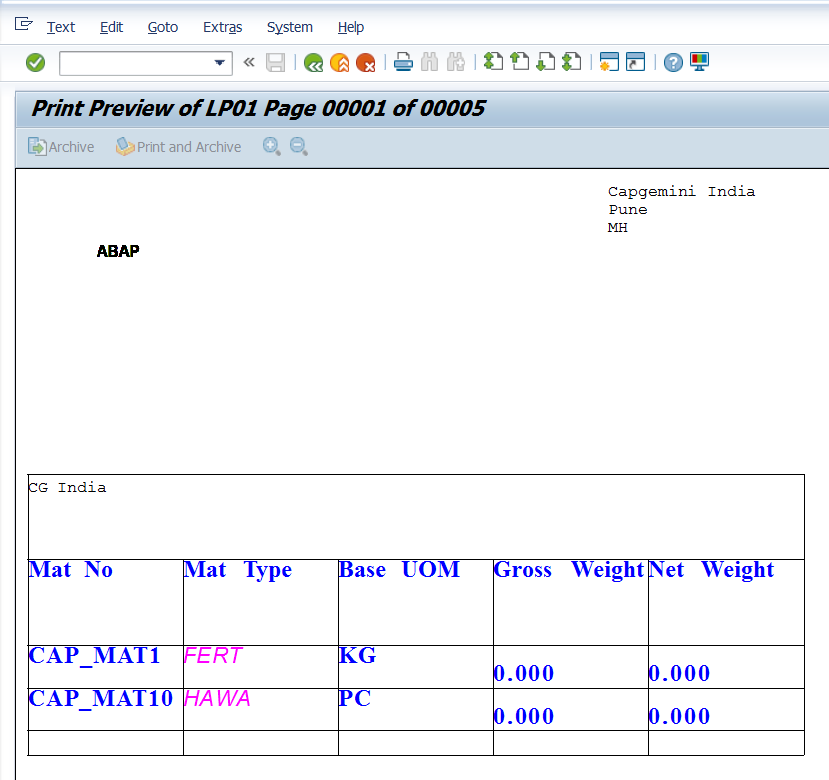 Text Edit Goto Extras System Help
Print Preview of LP01 Page 00001 of 00005
Archive Print and Archive
Capgemini India
Pune
MH
ABAP
CG India
Mat No Mat Type Base UOM Gross Weight Net Weight
CAP_MAT1 FERT KG 0.000 0.000
CAP_MAT10 HAWA PC 0.000 0.000